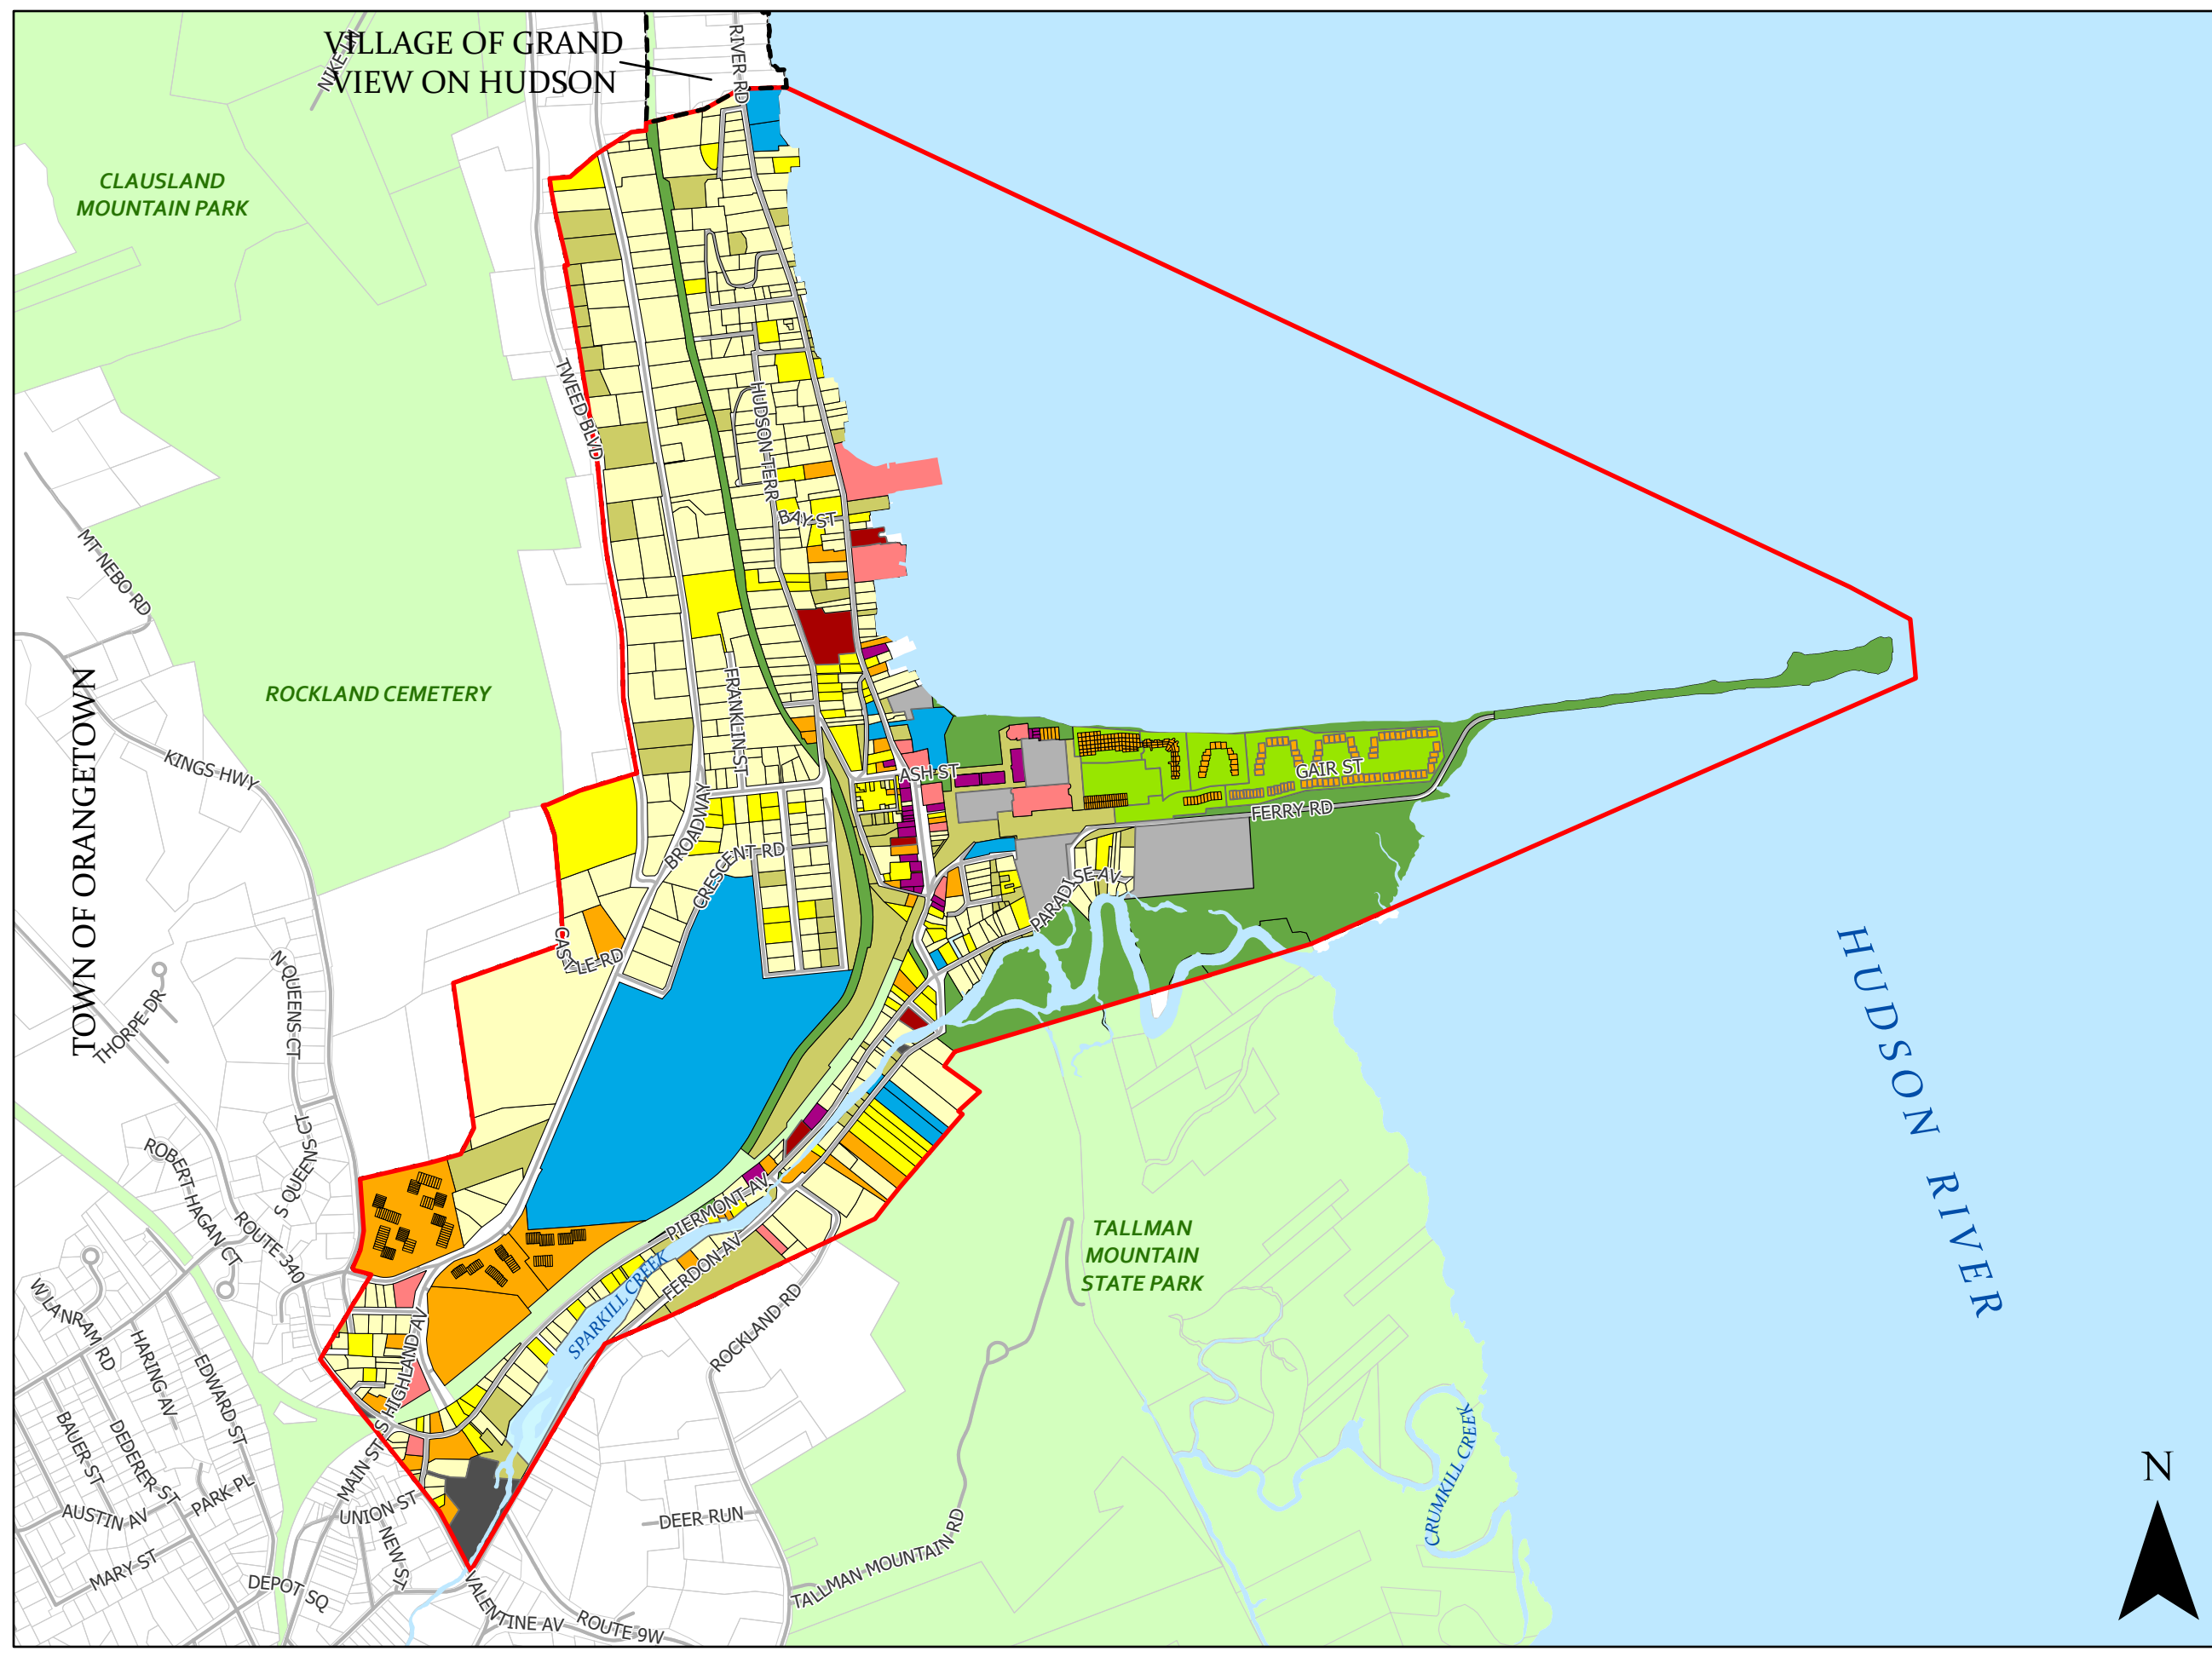 VILLAGE OF GRAND
VIEW ON HUDSON
NIKE LN
RIVER RD
CLAUSLAND
MOUNTAIN PARK
TWEED BLVD
HUDSON TERR
BAY ST
MT NEBO RD
ROCKLAND CEMETERY
TOWN OF ORANGETOWN
KINGS HWY
FRANKLIN ST
ASH ST
GAIR ST
FERRY RD
BROADWAY
CRESCENT RD
PARADISE AV
CASTLE RD
N QUEENS CT
THORPE DR
HUDSON RIVER
S QUEENS CT
ROBERT HAGAN CT
ROUTE 340
PIERMONT AV
FERDON AV
SPARKILL CREEK
TALLMAN
MOUNTAIN
STATE PARK
ROCKLAND RD
W LANRAM RD
HARING AV
EDWARD ST
S HIGHLAND AV
BAUER ST
DEDERER ST
MAIN ST
PARK PL
UNION ST
AUSTIN AV
NEW ST
MARY ST
DEPOT SQ
VALENTINE AV
ROUTE 9W
DEER RUN
TALLMAN MOUNTAIN RD
CRUMKILL CREEK
N